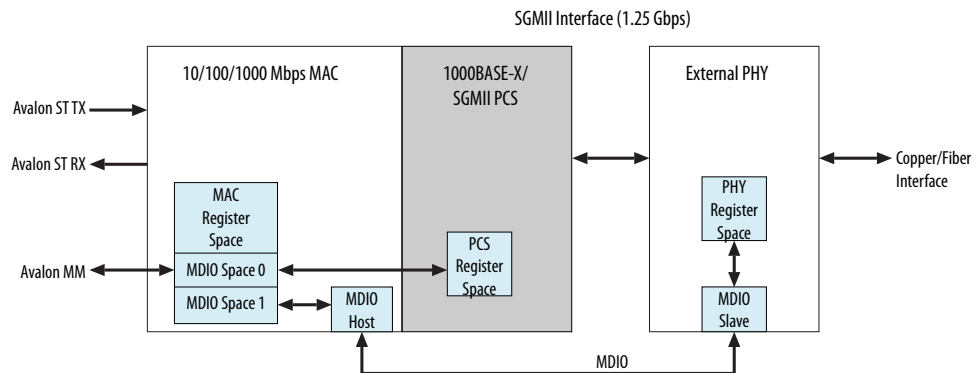 SGMII Interface (1.25 Gbps)
10/100/1000 Mbps MAC
1000BASE-X/
SGMII PCS
External PHY
Avalon ST TX
Avalon ST RX
Copper/Fiber
Interface
MAC
Register
Space
PHY
Register
Space
Avalon MM
MDIO Space 0
PCS
Register
Space
MDIO Space 1
MDIO
Host
MDIO
Slave
MDIO